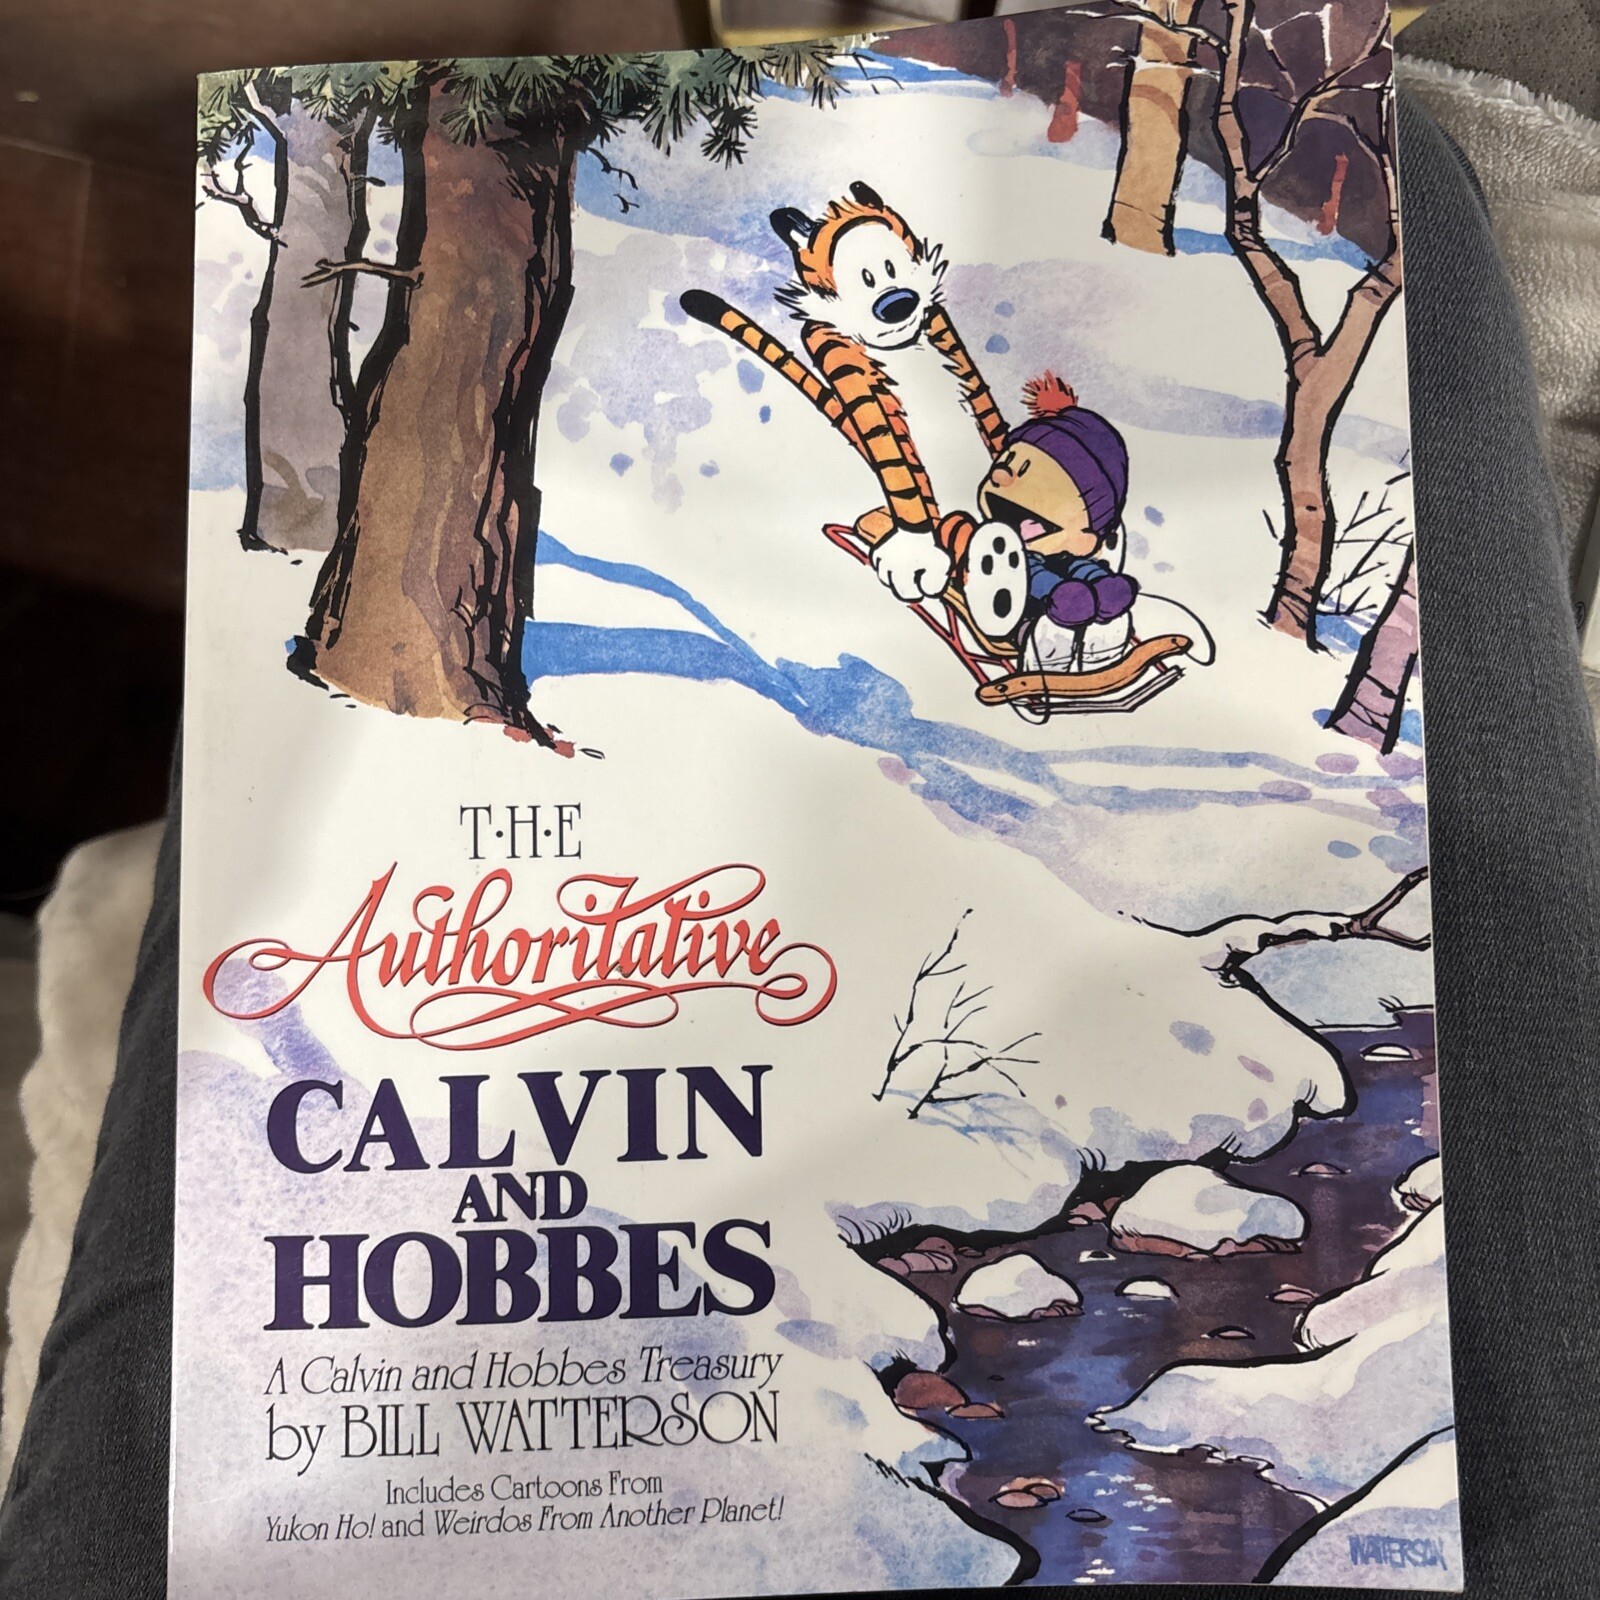 T·H·E
Authoritative
CALVIN
AND
HOBBES
A Calvin and Hobbes Treasury
by BILL WATTERSON
Includes Cartoons From
Yukon Ho! and Weirdos From Another Planet!
WATTERSON